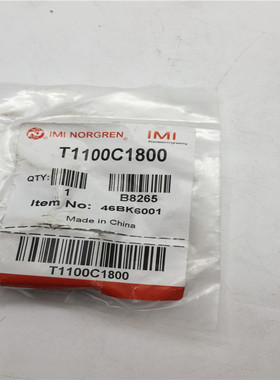 IMI NORGREN IMI
T1100C1800
QTY:
1 B8265
Item No: 46BK6001
Made in China
T1100C1800